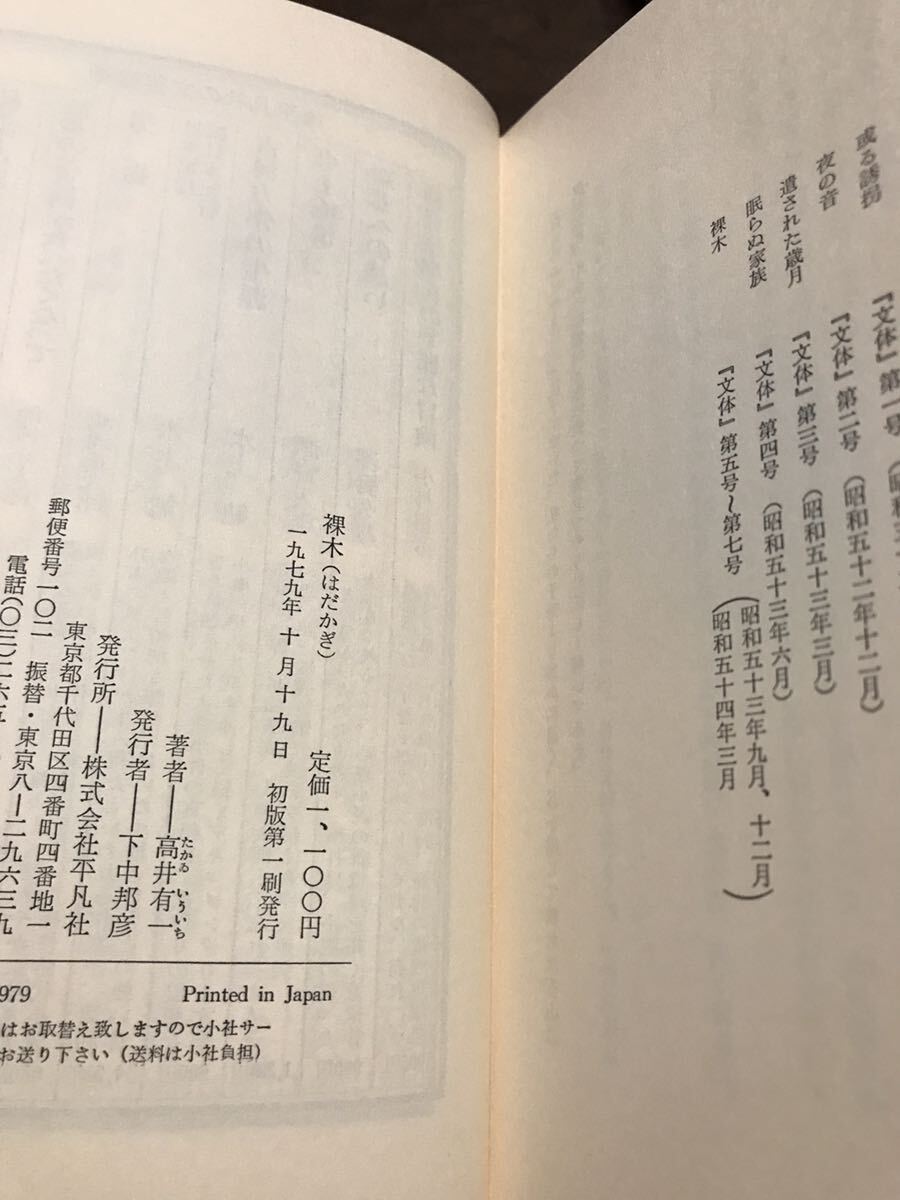 或る誘拐
『文体』第一号
夜の音
『文体』第二号 （昭和五十二年十二月）
遺された歳月
『文体』第三号 （昭和五十三年三月）
眠らぬ家族
『文体』第四号 （昭和五十三年六月）
裸木
『文体』第五号〜第七号 （昭和五十三年九月、十二月
昭和五十四年三月）
裸木（はだかぎ） 定価一、一〇〇円
一九七九年 十 月 十 九 日 初版第一刷発行
著者——高井有一
たかゐ いういち
発行者——下中邦彦
発行所——株式会社平凡社
東京都千代田区四番町四番地一
郵便番号一〇二 振替・東京八—二九六三九
電話（〇三）二六五
979 Printed in Japan
はお取替え致しますので小社サー
お送り下さい（送料は小社負担）